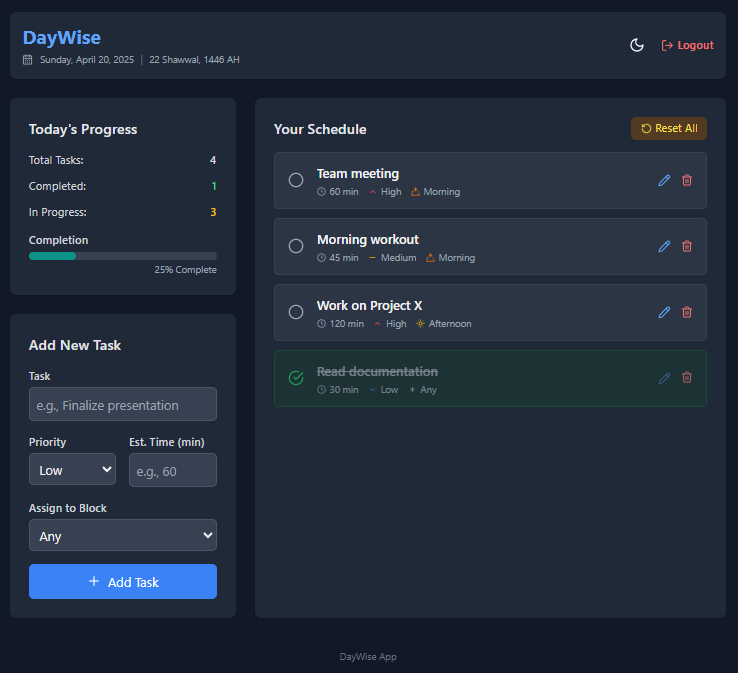 DayWise
Sunday, April 20, 2025 | 22 Shawwal, 1446 AH
Logout
Today's Progress
Total Tasks: 4
Completed: 1
In Progress: 3
Completion
25% Complete
Add New Task
Task
e.g., Finalize presentation
Priority Est. Time (min)
Low e.g., 60
Assign to Block
Any
+ Add Task
Your Schedule
Reset All
Team meeting
60 min High Morning
Morning workout
45 min Medium Morning
Work on Project X
120 min High Afternoon
Read documentation
30 min Low Any
DayWise App